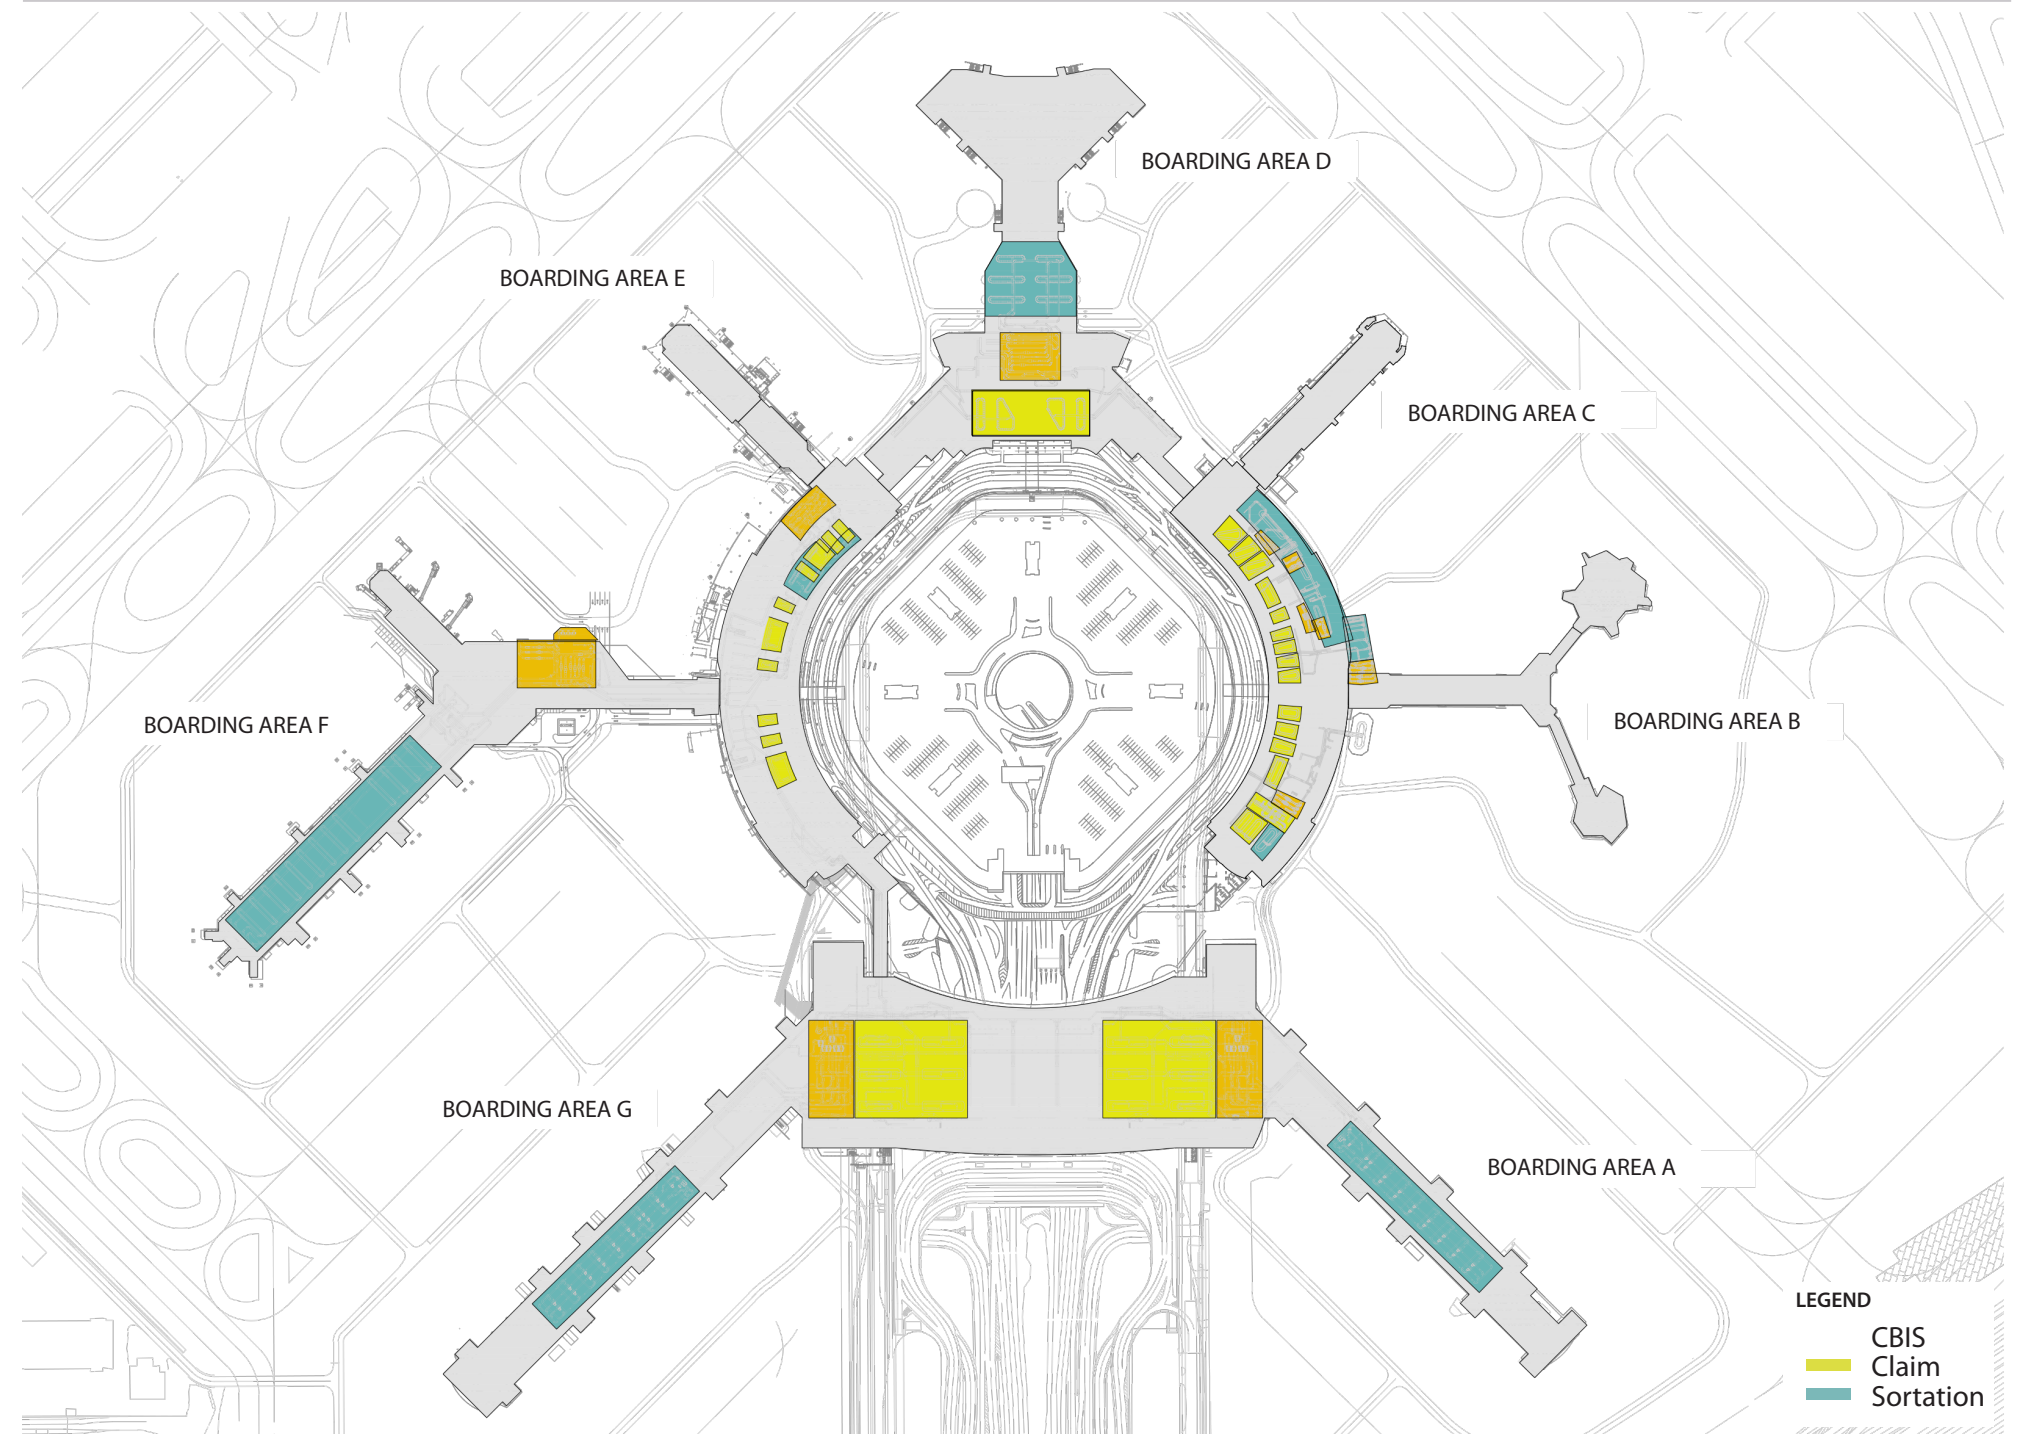 BOARDING AREA D
BOARDING AREA E
BOARDING AREA C
BOARDING AREA F
BOARDING AREA B
BOARDING AREA G
BOARDING AREA A
LEGEND
CBIS
Claim
Sortation